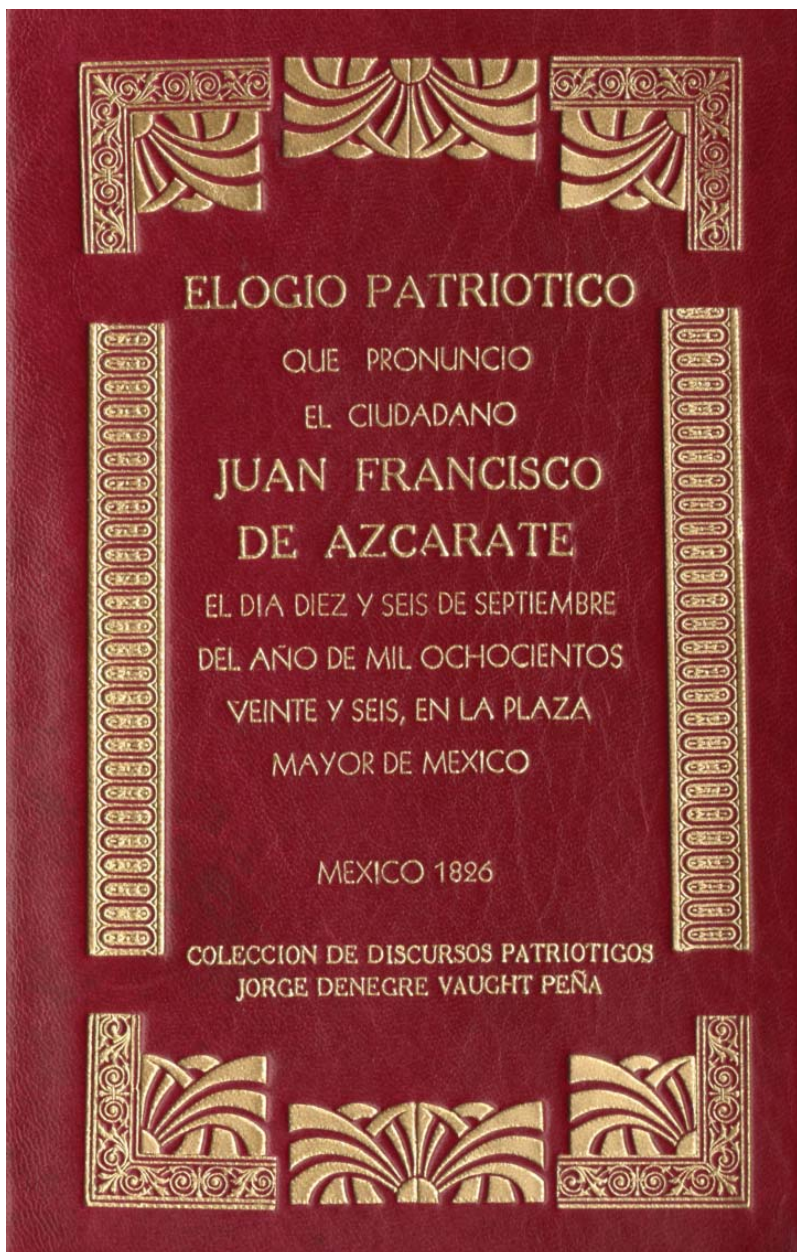 ELOGIO PATRIOTICO
QUE PRONUNCIO
EL CIUDADANO
JUAN FRANCISCO
DE AZCARATE
EL DIA DIEZ Y SEIS DE SEPTIEMBRE
DEL AÑO DE MIL OCHOCIENTOS
VEINTE Y SEIS, EN LA PLAZA
MAYOR DE MEXICO
MEXICO 1826
COLECCION DE DISCURSOS PATRIOTIGOS
JORGE DENEGRE VAUGHT PEÑA